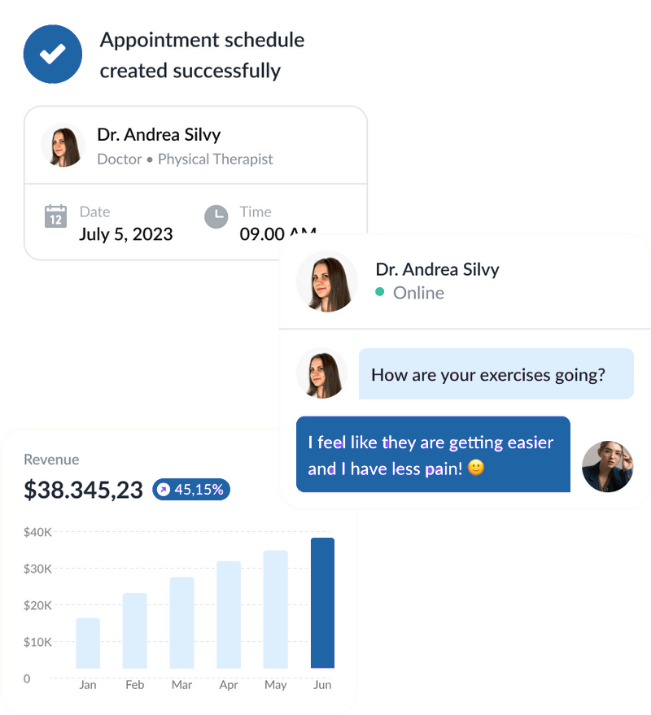 Appointment schedule
created successfully
Dr. Andrea Silvy
Doctor • Physical Therapist
12
Date
July 5, 2023
Time
09.00 AM
Dr. Andrea Silvy
Online
How are your exercises going?
I feel like they are getting easier
and I have less pain! 🙂
Revenue
$38.345,23
45,15%
$40K
$30K
$20K
$10K
0
Jan Feb Mar Apr May Jun